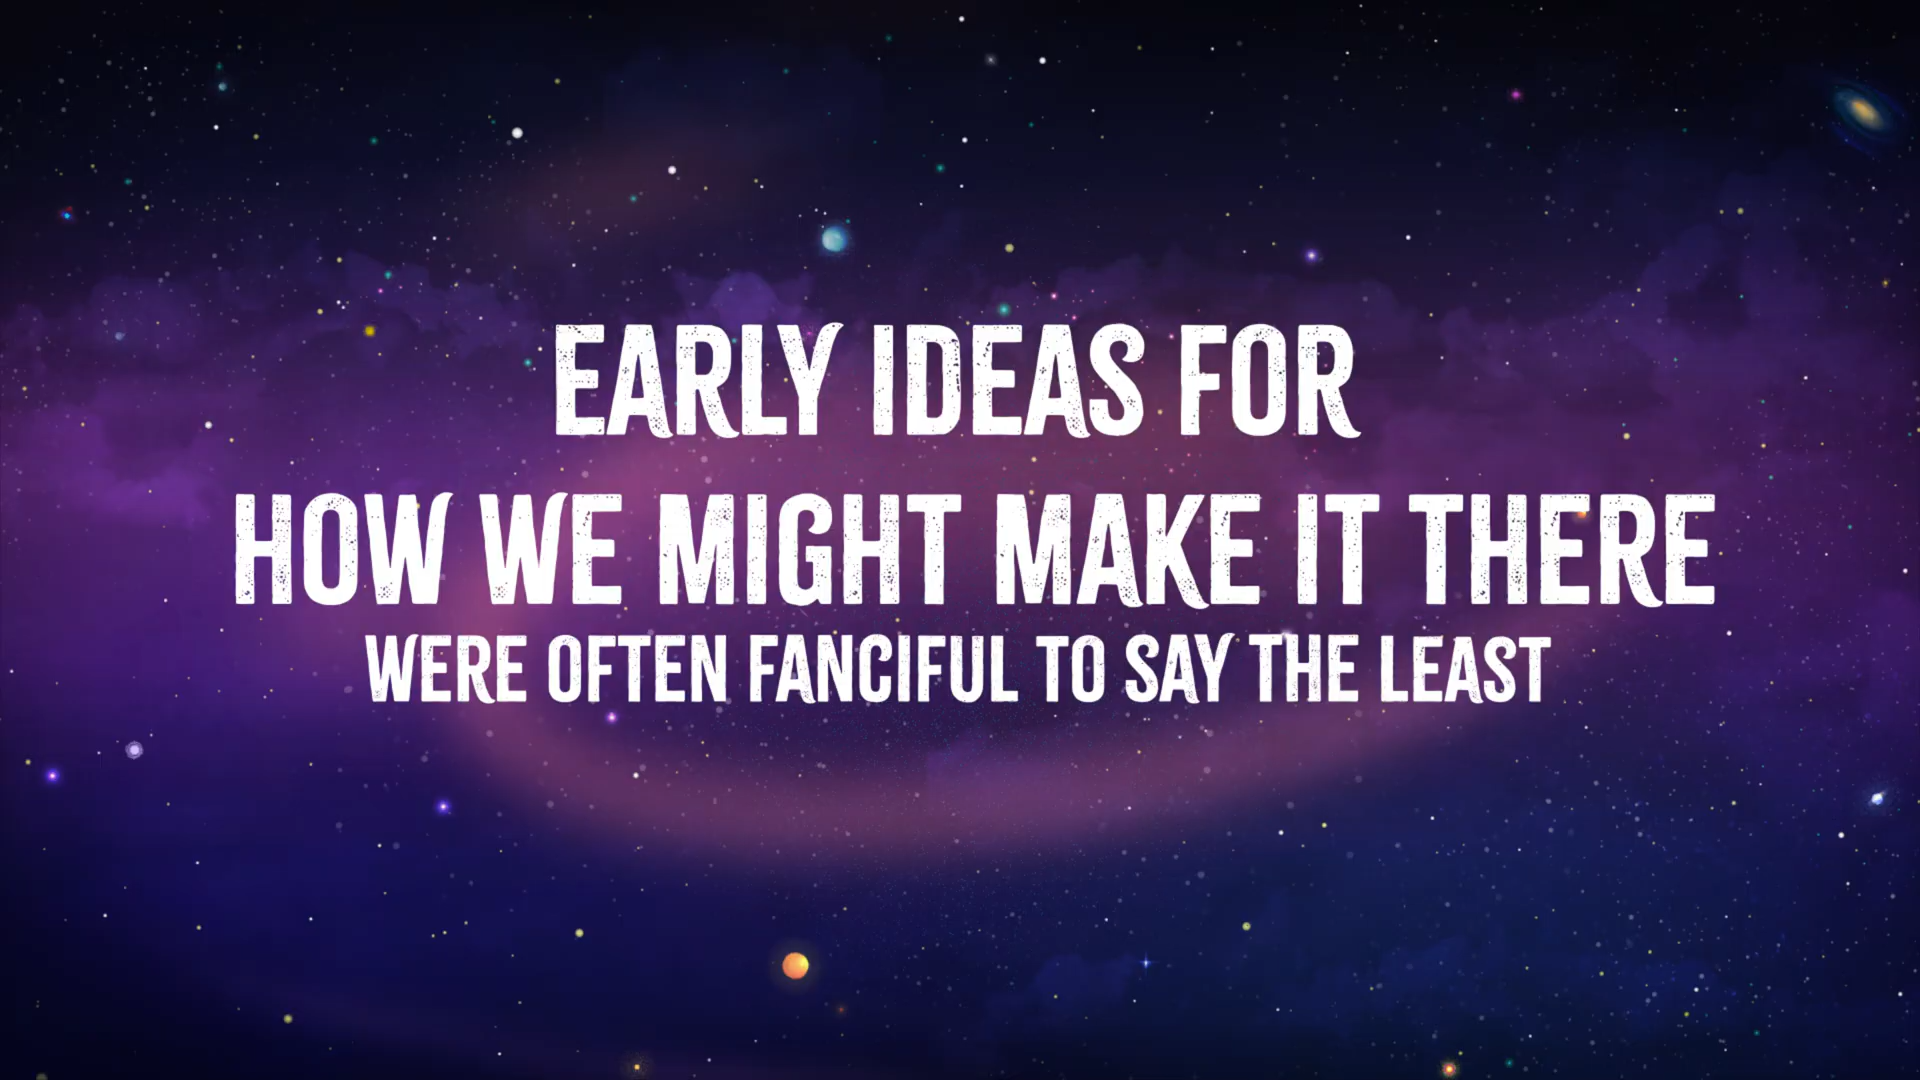 EARLY IDEAS FOR
HOW WE MIGHT MAKE IT THERE
WERE OFTEN FANCIFUL TO SAY THE LEAST